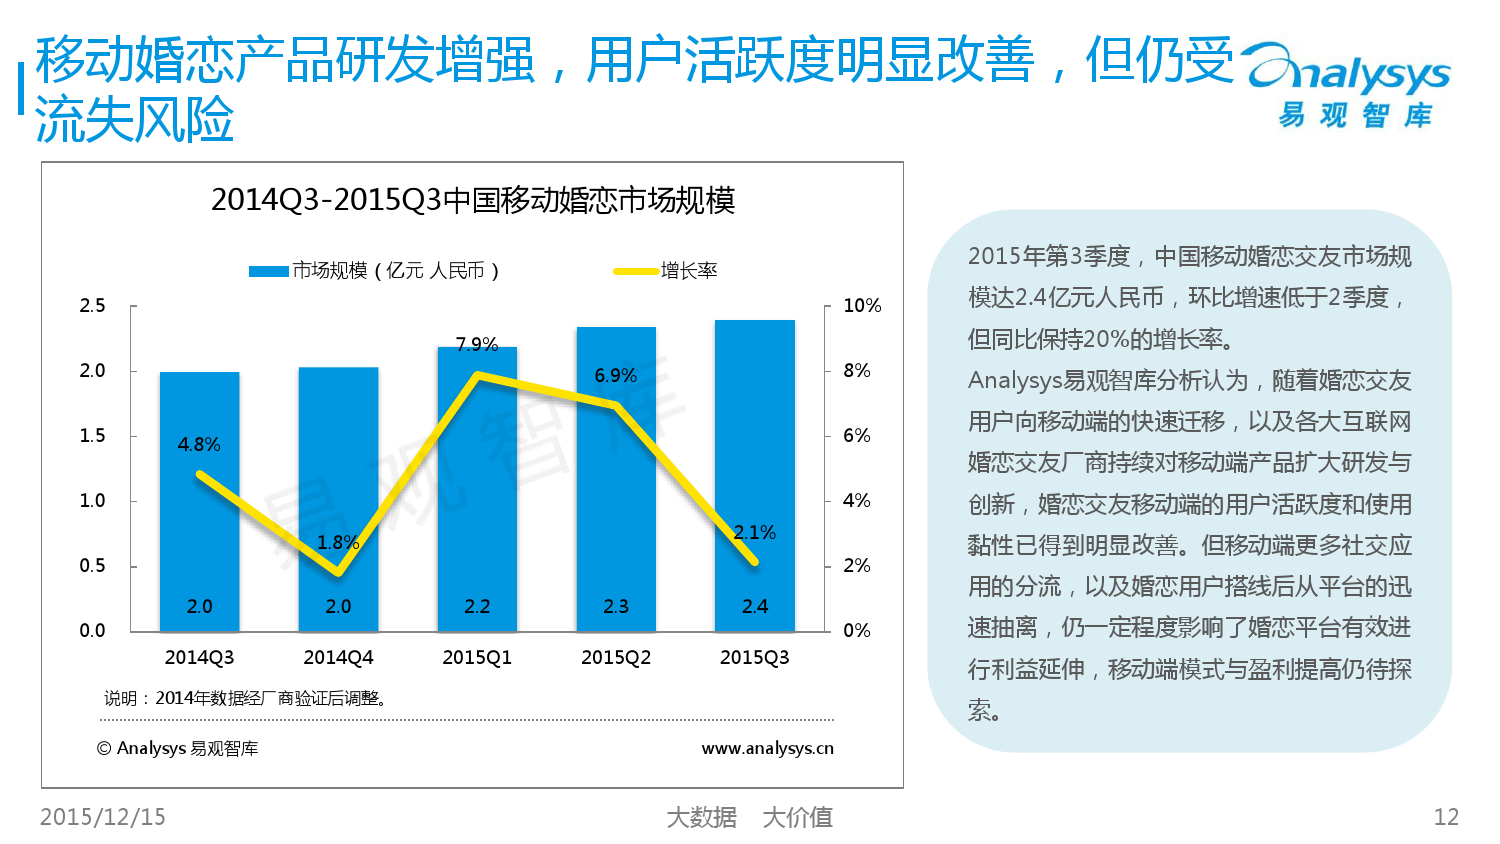 移动婚恋产品研发增强，用户活跃度明显改善，但仍受
流失风险
analysys
易观智库
2014Q3-2015Q3中国移动婚恋市场规模
市场规模（亿元 人民币）
增长率
2.5
2.0
1.5
1.0
0.5
0.0
10%
8%
6%
4%
2%
0%
4.8%
1.8%
7.9%
6.9%
2.1%
2.0
2.0
2.2
2.3
2.4
2014Q3
2014Q4
2015Q1
2015Q2
2015Q3
易观智库
说明：2014年数据经厂商验证后调整。
© Analysys 易观智库
www.analysys.cn
2015年第3季度，中国移动婚恋交友市场规
模达2.4亿元人民币，环比增速低于2季度，
但同比保持20%的增长率。
Analysys易观智库分析认为，随着婚恋交友
用户向移动端的快速迁移，以及各大互联网
婚恋交友厂商持续对移动端产品扩大研发与
创新，婚恋交友移动端的用户活跃度和使用
黏性已得到明显改善。但移动端更多社交应
用的分流，以及婚恋用户搭线后从平台的迅
速抽离，仍一定程度影响了婚恋平台有效进
行利益延伸，移动端模式与盈利提高仍待探
索。
2015/12/15
大数据 大价值
12